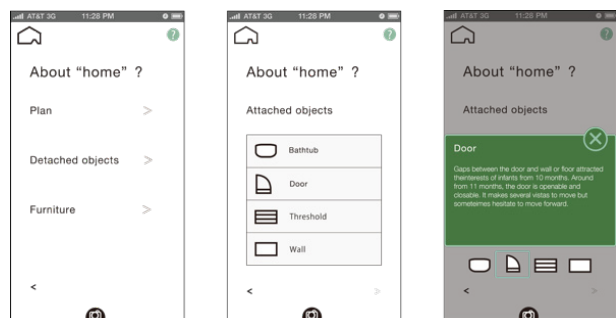 AT&T 3G 11:28 PM
?
About “home” ?
Plan >
Detached objects >
Furniture >
<
AT&T 3G 11:28 PM
?
About “home” ?
Attached objects
Bathtub
Door
Threshold
Wall
< >
AT&T 3G 11:28 PM
?
About “home” ?
Attached objects
Door
Gaps between the door and wall or floor attracted
theinterests of infants from 10 months. Around
from 11 months, the door is openable and
closable. It makes several vistas to move but
someteimes hesitate to move forward.
< >